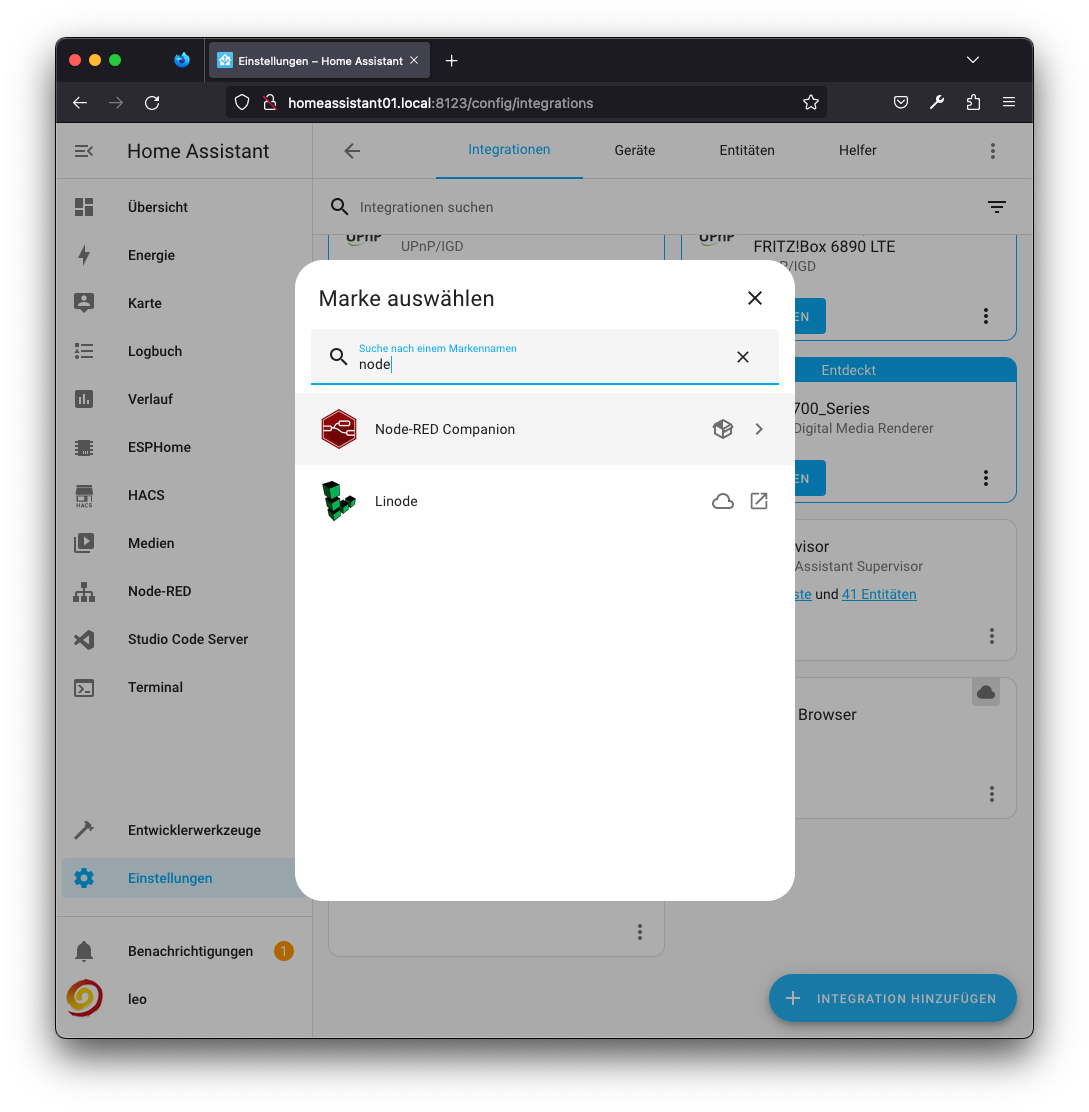 Einstellungen – Home Assistant
homeassistant01.local:8123/config/integrations
Home Assistant
Integrationen
Geräte
Entitäten
Helfer
Übersicht
Energie
Karte
Logbuch
Verlauf
ESPHome
HACS
HACS
Medien
Node-RED
Studio Code Server
Terminal
Entwicklerwerkzeuge
Einstellungen
Benachrichtigungen
1
leo
Integrationen suchen
UPnP
UPnP/IGD
UPnP
FRITZ!Box 6890 LTE
P/IGD
EN
Entdeckt
700_Series
Digital Media Renderer
EN
visor
Assistant Supervisor
ste und 41 Entitäten
Browser
Marke auswählen
Suche nach einem Markennamen
node
Node-RED Companion
Linode
INTEGRATION HINZUFÜGEN